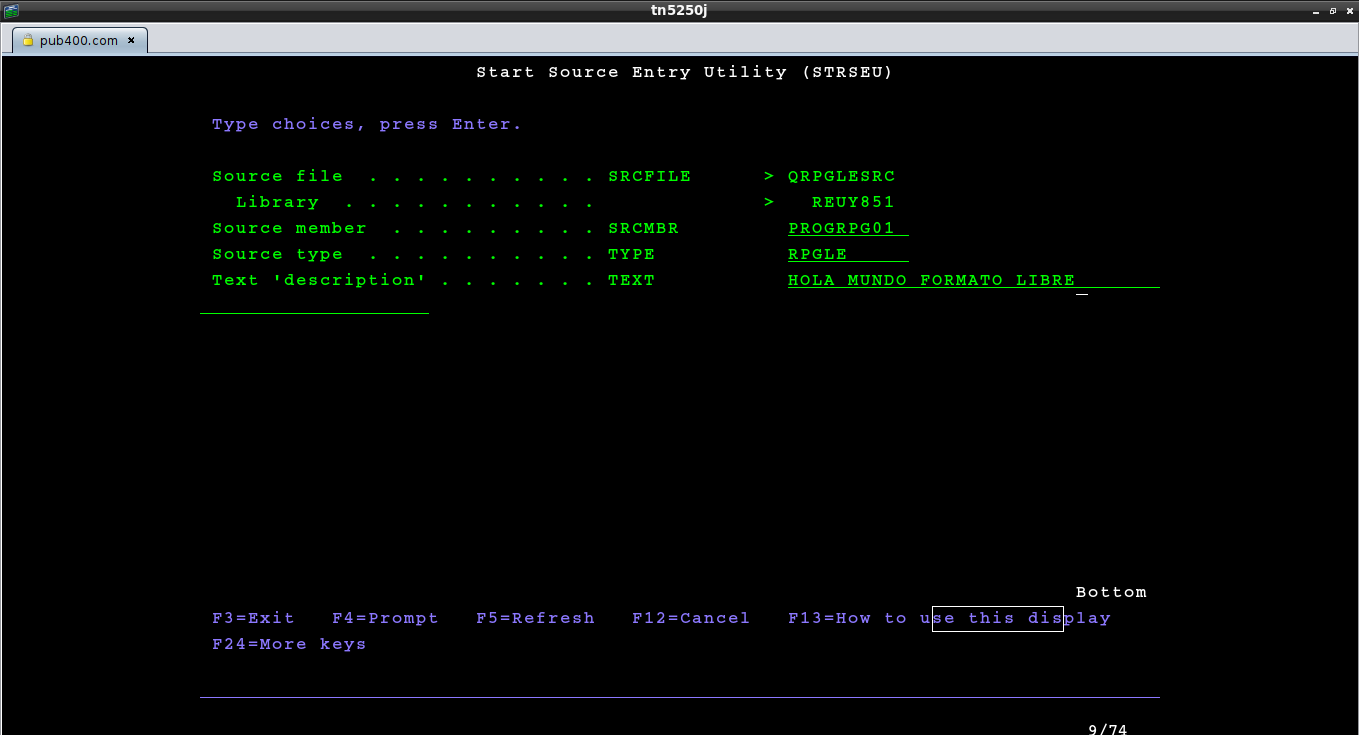 tn5250j
pub400.com
Start Source Entry Utility (STRSEU)
Type choices, press Enter.
Source file  . . . . . . . . . . SRCFILE      > QRPGLESRC
  Library  . . . . . . . . . . .              >   REUY851
Source member  . . . . . . . . . SRCMBR         PROGRPG01
Source type  . . . . . . . . . . TYPE           RPGLE
Text 'description' . . . . . . . TEXT           HOLA MUNDO FORMATO LIBRE
Bottom
F3=Exit   F4=Prompt   F5=Refresh   F12=Cancel   F13=How to use this display
F24=More keys
9/74